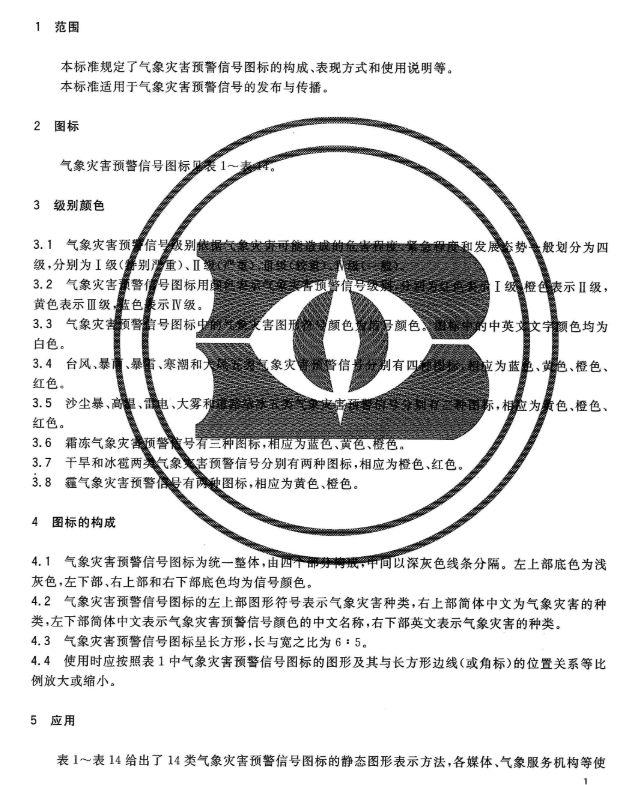 1 范围
本标准规定了气象灾害预警信号图标的构成、表现方式和使用说明等。
本标准适用于气象灾害预警信号的发布与传播。
2 图标
气象灾害预警信号图标见表 1～表 14。
3 级别颜色
3.1 气象灾害预警信号级别依据气象灾害可能造成的危害程度、紧急程度和发展态势一般划分为四
级,分别为Ⅰ级(特别严重)、Ⅱ级(严重)、Ⅲ级(较重)、Ⅳ级(一般)。
3.2 气象灾害预警信号图标用颜色表示气象灾害预警信号级别,分别为红色表示Ⅰ级,橙色表示Ⅱ级,
黄色表示Ⅲ级,蓝色表示Ⅳ级。
3.3 气象灾害预警信号图标中的气象灾害图形符号颜色为信号颜色。图标中的中英文文字颜色均为
白色。
3.4 台风、暴雨、暴雪、寒潮和大风五类气象灾害预警信号分别有四种图标,相应为蓝色、黄色、橙色、
红色。
3.5 沙尘暴、高温、雷电、大雾和道路结冰五类气象灾害预警信号分别有三种图标,相应为黄色、橙色、
红色。
3.6 霜冻气象灾害预警信号有三种图标,相应为蓝色、黄色、橙色。
3.7 干旱和冰雹两类气象灾害预警信号分别有两种图标,相应为橙色、红色。
3.8 霾气象灾害预警信号有两种图标,相应为黄色、橙色。
4 图标的构成
4.1 气象灾害预警信号图标为统一整体,由四个部分构成,中间以深灰色线条分隔。左上部底色为浅
灰色,左下部、右上部和右下部底色均为信号颜色。
4.2 气象灾害预警信号图标的左上部图形符号表示气象灾害种类,右上部简体中文为气象灾害的种
类,左下部简体中文表示气象灾害预警信号颜色的中文名称,右下部英文表示气象灾害的种类。
4.3 气象灾害预警信号图标呈长方形,长与宽之比为 6∶5。
4.4 使用时应按照表 1 中气象灾害预警信号图标的图形及其与长方形边线(或角标)的位置关系等比
例放大或缩小。
5 应用
表 1～表 14 给出了 14 类气象灾害预警信号图标的静态图形表示方法,各媒体、气象服务机构等使
1